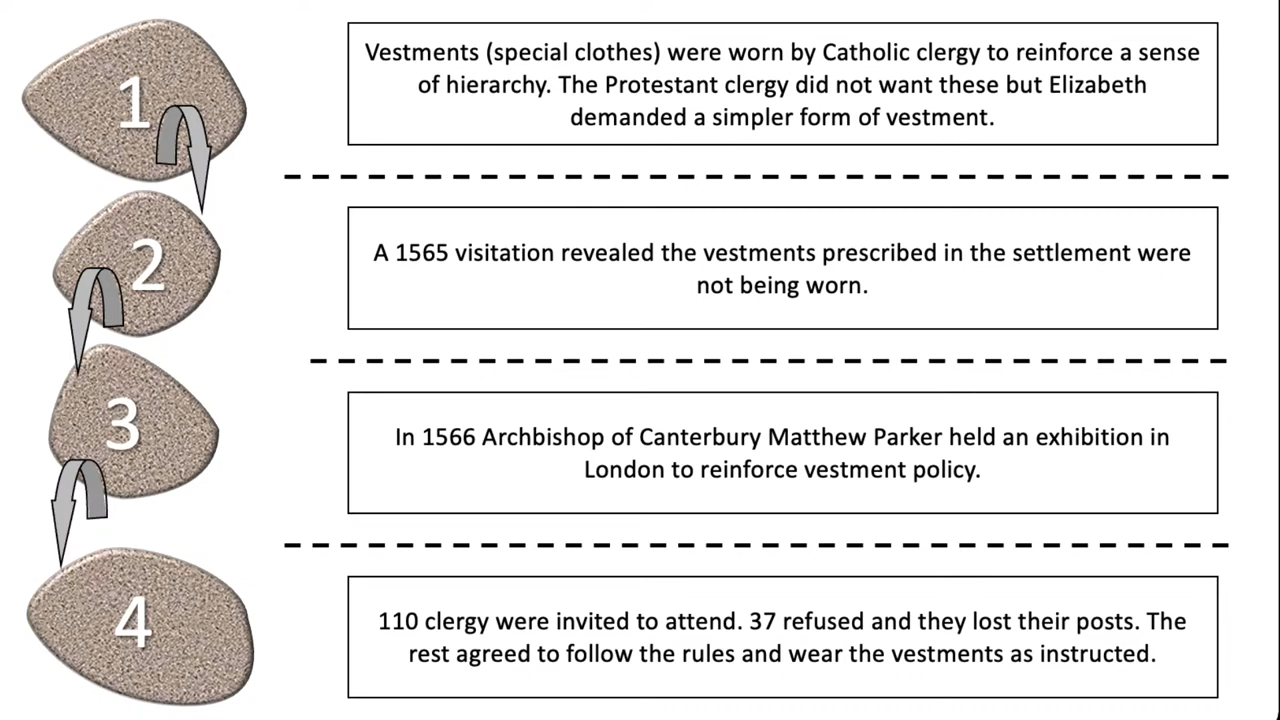 1
Vestments (special clothes) were worn by Catholic clergy to reinforce a sense
of hierarchy. The Protestant clergy did not want these but Elizabeth
demanded a simpler form of vestment.
2
A 1565 visitation revealed the vestments prescribed in the settlement were
not being worn.
3
In 1566 Archbishop of Canterbury Matthew Parker held an exhibition in
London to reinforce vestment policy.
4
110 clergy were invited to attend. 37 refused and they lost their posts. The
rest agreed to follow the rules and wear the vestments as instructed.